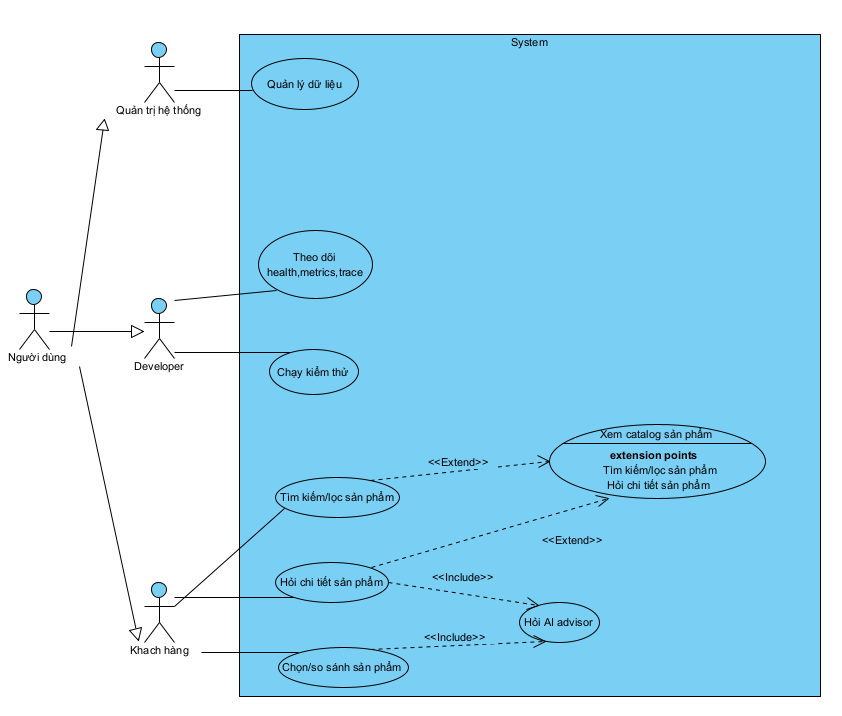 System
Quản trị hệ thống
Quản lý dữ liệu
Theo dõi
health,metrics,trace
Người dùng
Developer
Chạy kiểm thử
Xem catalog sản phẩm
extension points
Tìm kiếm/lọc sản phẩm
Hỏi chi tiết sản phẩm
<<Extend>>
Tìm kiếm/lọc sản phẩm
<<Extend>>
Hỏi chi tiết sản phẩm
<<Include>>
Hỏi AI advisor
<<Include>>
Khach hàng
Chọn/so sánh sản phẩm